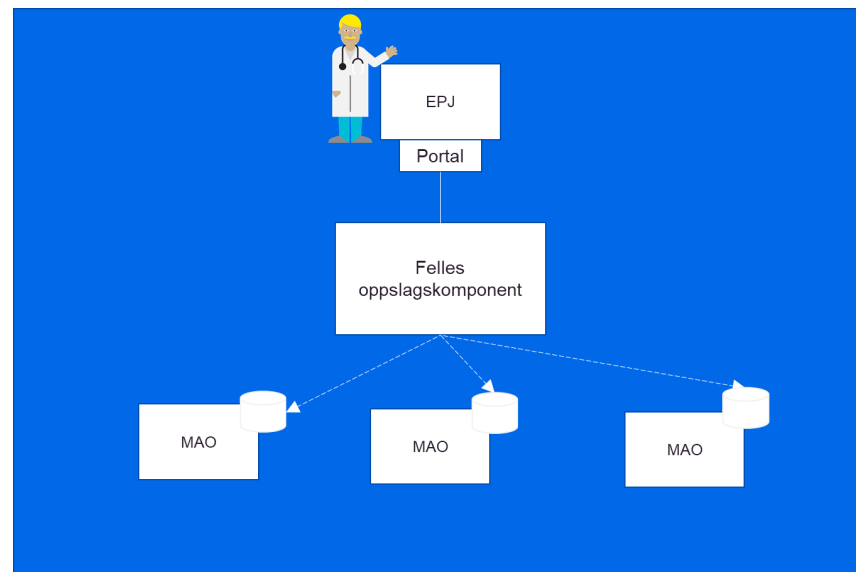 EPJ
Portal
Felles
oppslagskomponent
MAO
MAO
MAO